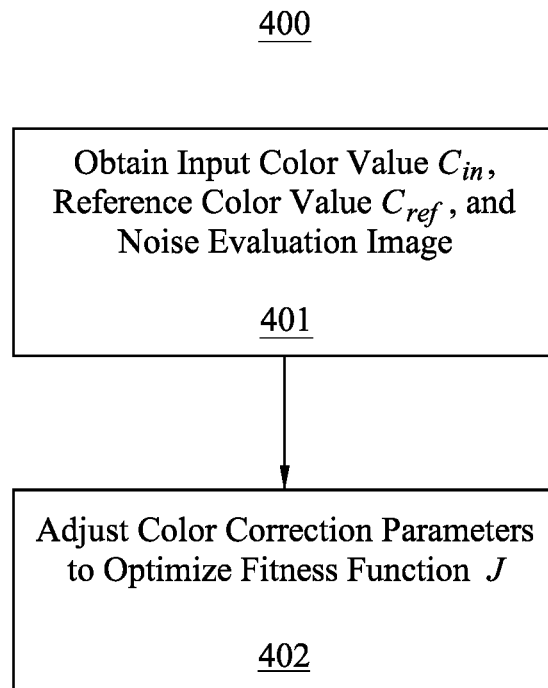 400
Obtain Input Color Value C_in,
Reference Color Value C_ref, and
Noise Evaluation Image
401
Adjust Color Correction Parameters
to Optimize Fitness Function J
402